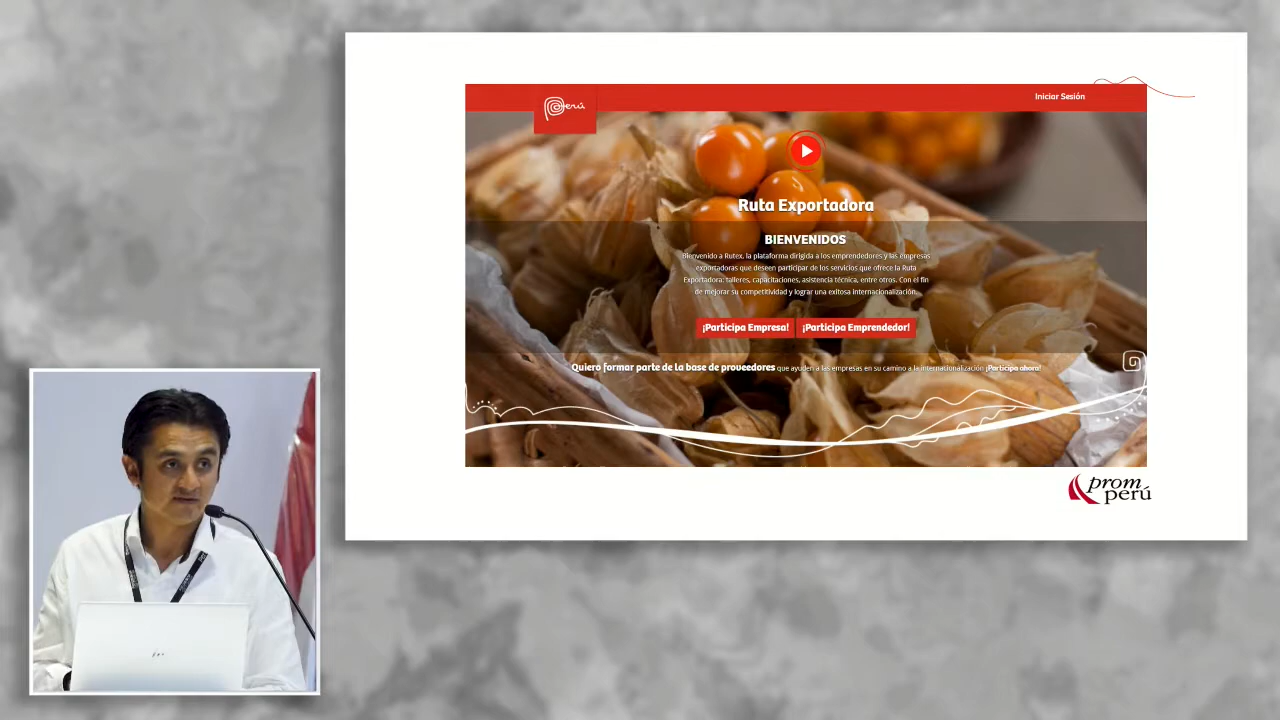 Perú
Iniciar Sesión
Ruta Exportadora
BIENVENIDOS
Bienvenido a Rutex, la plataforma dirigida a los emprendedores y las empresas
exportadoras que deseen participar de los servicios que ofrece la Ruta
Exportadora: talleres, capacitaciones, asistencia técnica, entre otros. Con el fin
de mejorar su competitividad y lograr una exitosa internacionalización.
¡Participa Empresa! ¡Participa Emprendedor!
Quiero formar parte de la base de proveedores que ayuden a las empresas en su camino a la internacionalización ¡Participa ahora!
prom
perú
hp